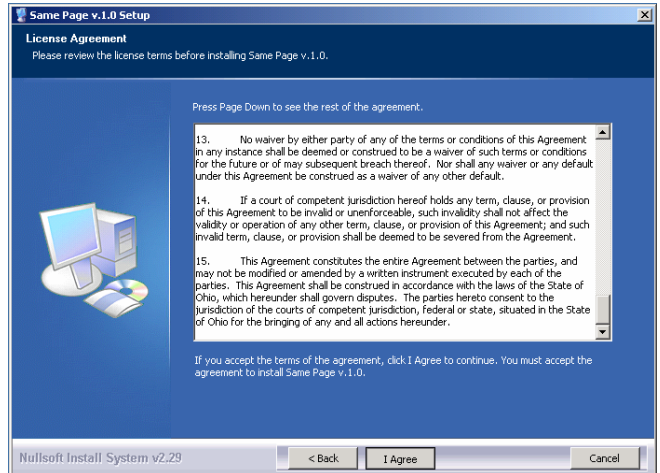 Same Page v.1.0 Setup
License Agreement
Please review the license terms before installing Same Page v.1.0.
Press Page Down to see the rest of the agreement.
13. No waiver by either party of any of the terms or conditions of this Agreement
in any instance shall be deemed or construed to be a waiver of such terms or conditions
for the future or of may subsequent breach thereof. Nor shall any waiver or any default
under this Agreement be construed as a waiver of any other default.
14. If a court of competent jurisdiction hereof holds any term, clause, or provision
of this Agreement to be invalid or unenforceable, such invalidity shall not affect the
validity or operation of any other term, clause, or provision of this Agreement; and such
invalid term, clause, or provision shall be deemed to be severed from the Agreement.
15. This Agreement constitutes the entire Agreement between the parties, and
may not be modified or amended by a written instrument executed by each of the
parties. This Agreement shall be construed in accordance with the laws of the State of
Ohio, which hereunder shall govern disputes. The parties hereto consent to the
jurisdiction of the courts of competent jurisdiction, federal or state, situated in the State
of Ohio for the bringing of any and all actions hereunder.
If you accept the terms of the agreement, click I Agree to continue. You must accept the
agreement to install Same Page v.1.0.
Nullsoft Install System v2.29
< Back
I Agree
Cancel